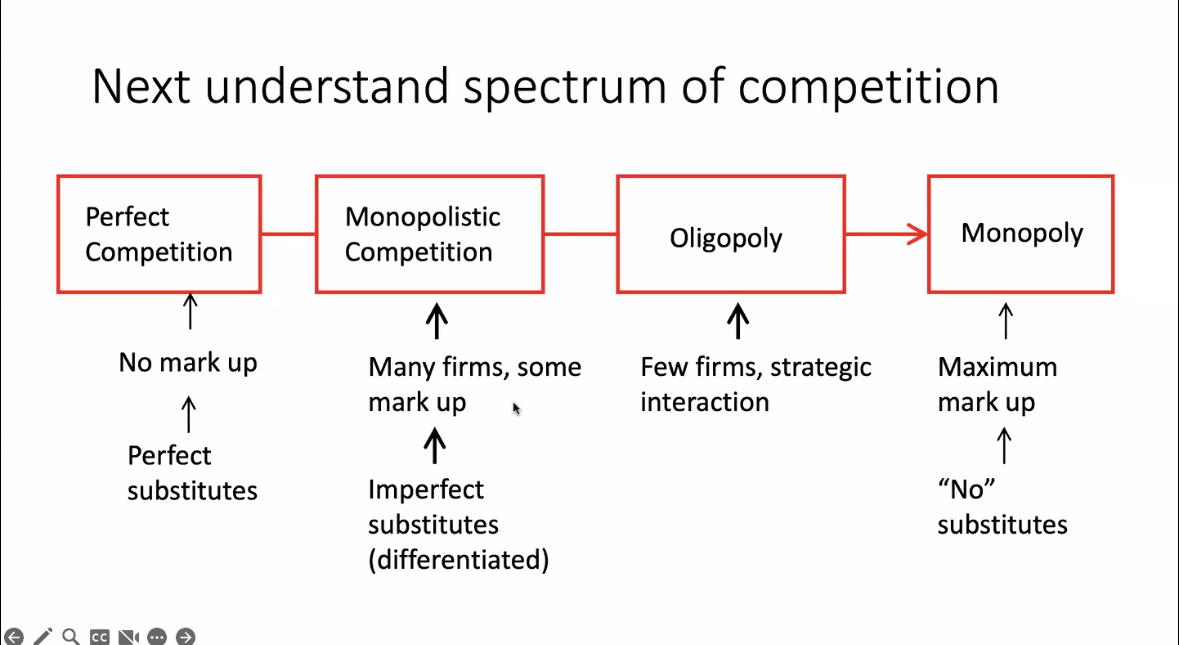 Next understand spectrum of competition
Perfect
Competition
Monopolistic
Competition
Oligopoly
Monopoly
No mark up
Perfect
substitutes
Many firms, some
mark up
Imperfect
substitutes
(differentiated)
Few firms, strategic
interaction
Maximum
mark up
“No”
substitutes
CC